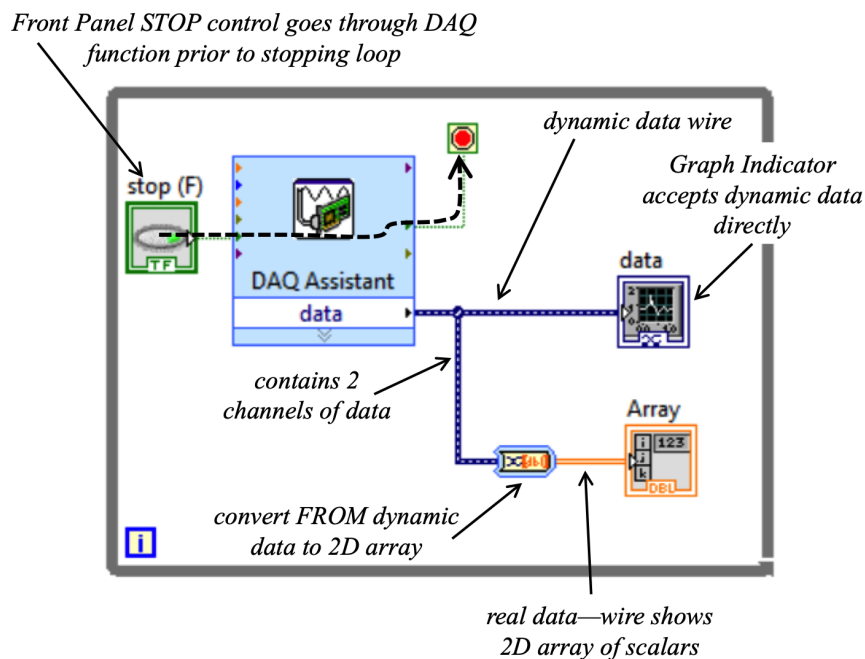 Front Panel STOP control goes through DAQ
function prior to stopping loop
dynamic data wire
Graph Indicator
accepts dynamic data
directly
stop (F)
TF
DAQ Assistant
data
data
contains 2
channels of data
Array
i
123
j
k
DBL
convert FROM dynamic
data to 2D array
i
real data—wire shows
2D array of scalars